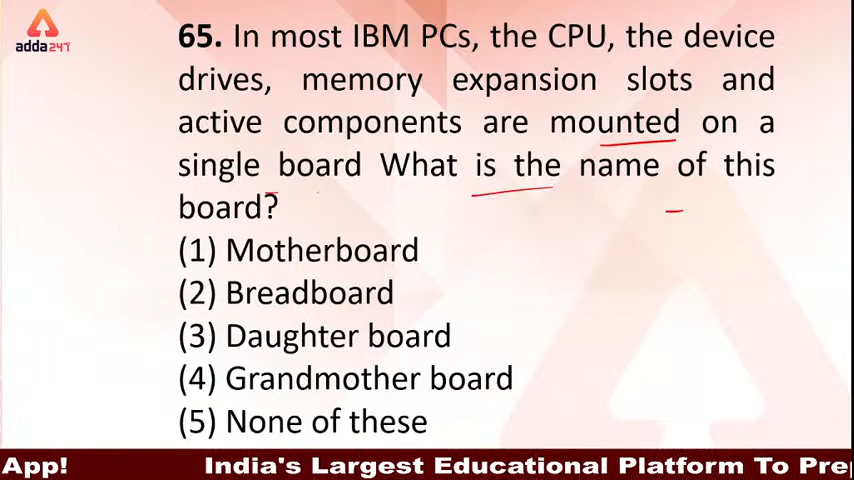 adda247
65. In most IBM PCs, the CPU, the device
drives, memory expansion slots and
active components are mounted on a
single board What is the name of this
board?
(1) Motherboard
(2) Breadboard
(3) Daughter board
(4) Grandmother board
(5) None of these
App! India's Largest Educational Platform To Pre